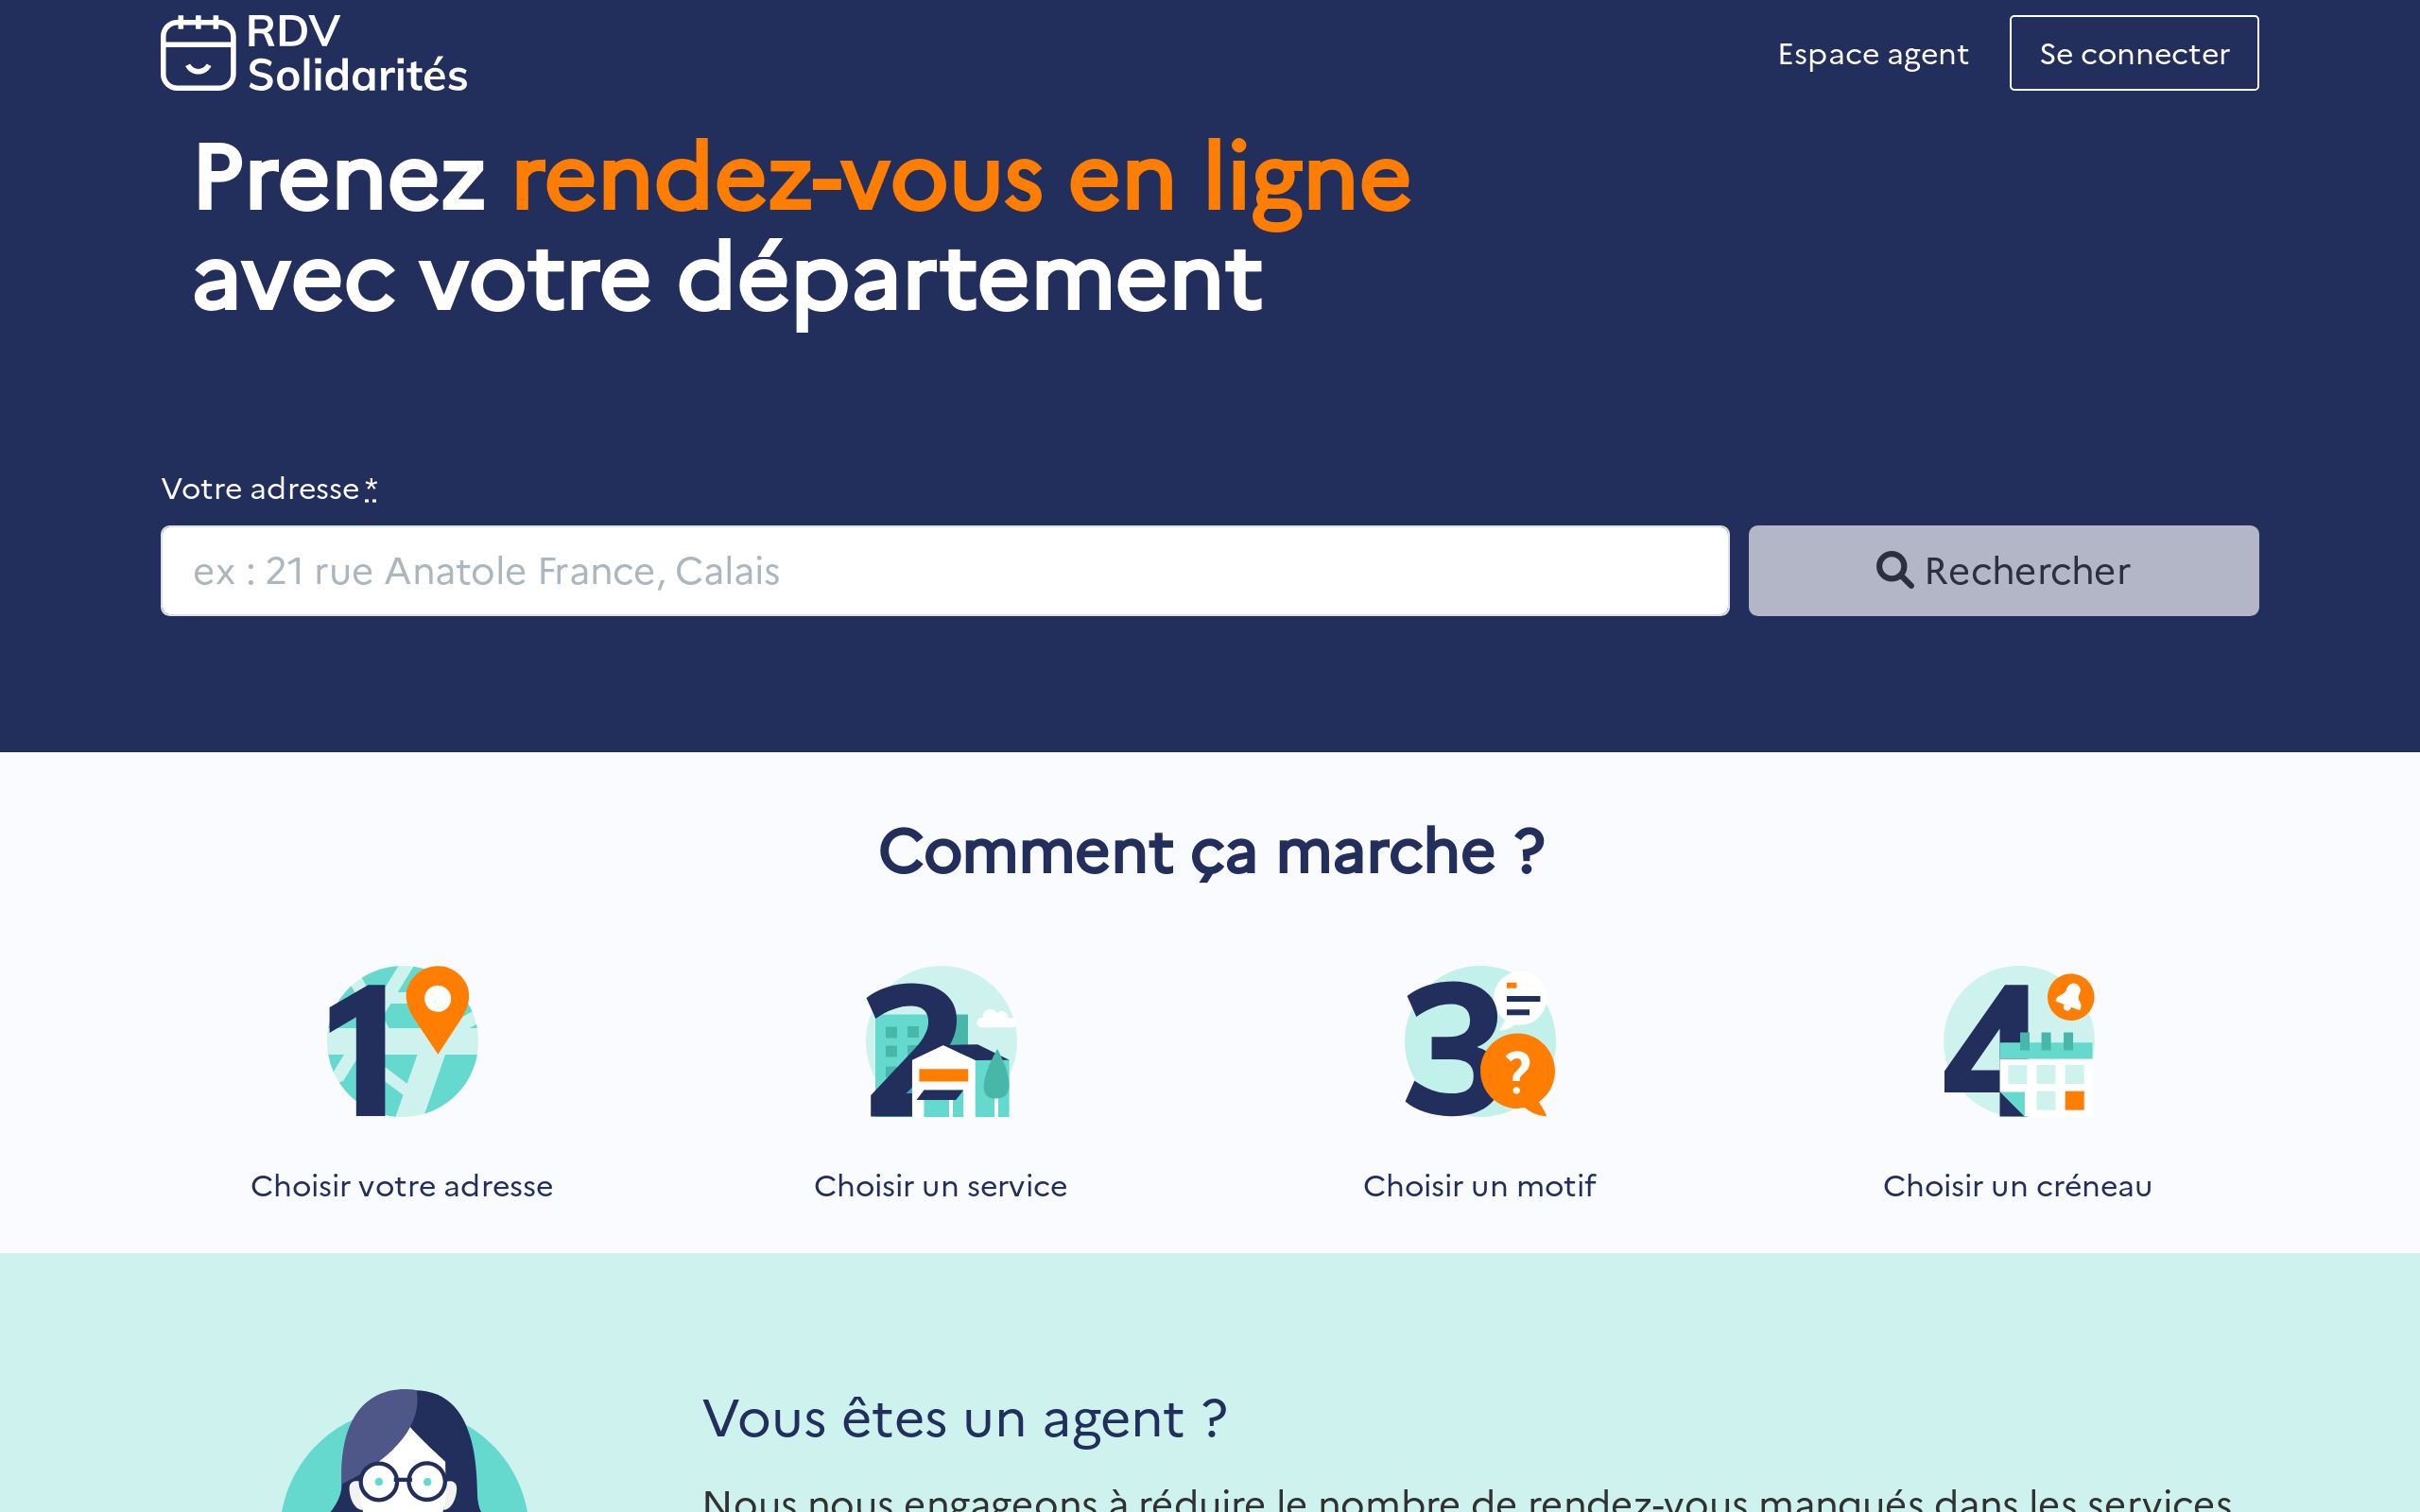 RDV
Solidarités
Espace agent
Se connecter
Prenez rendez-vous en ligne
avec votre département
Votre adresse *
ex : 21 rue Anatole France, Calais
Rechercher
Comment ça marche ?
1
2
3
?
4
Choisir votre adresse
Choisir un service
Choisir un motif
Choisir un créneau
Vous êtes un agent ?
Nous nous engageons à réduire le nombre de rendez-vous manqués dans les services